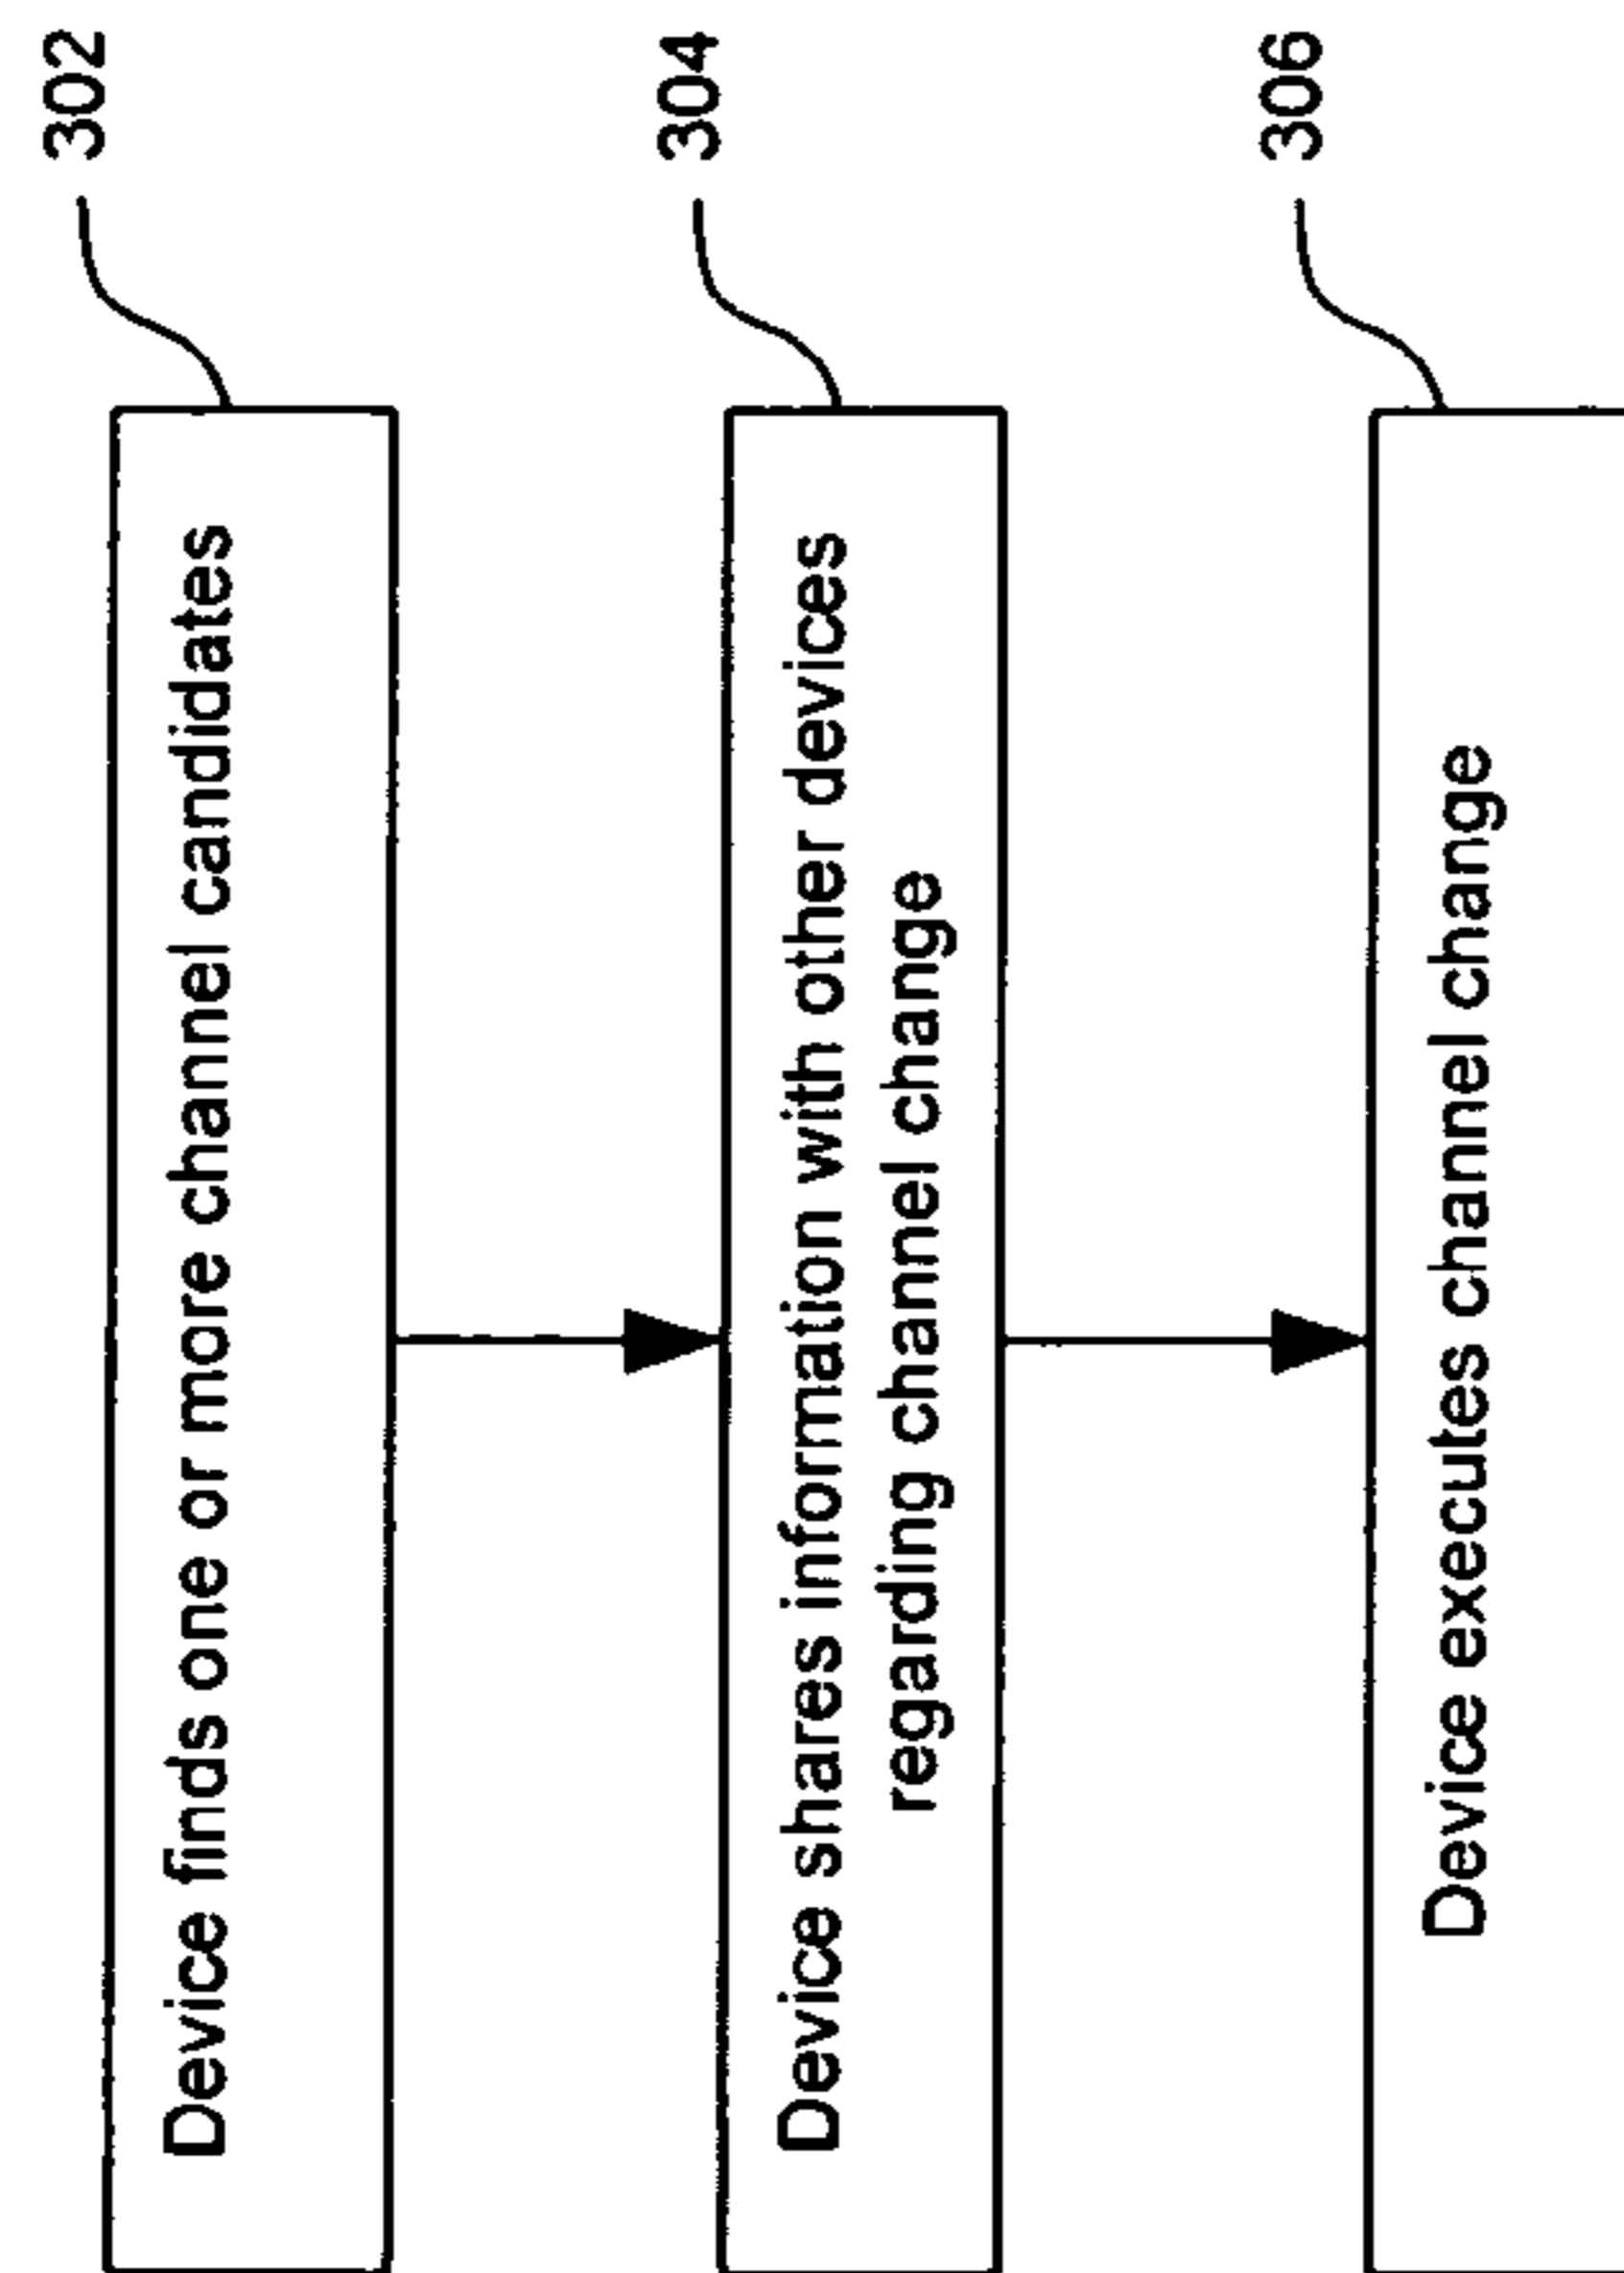 Device finds one or more channel candidates
302
Device shares information with other devices
regarding channel change
304
Device executes channel change
306